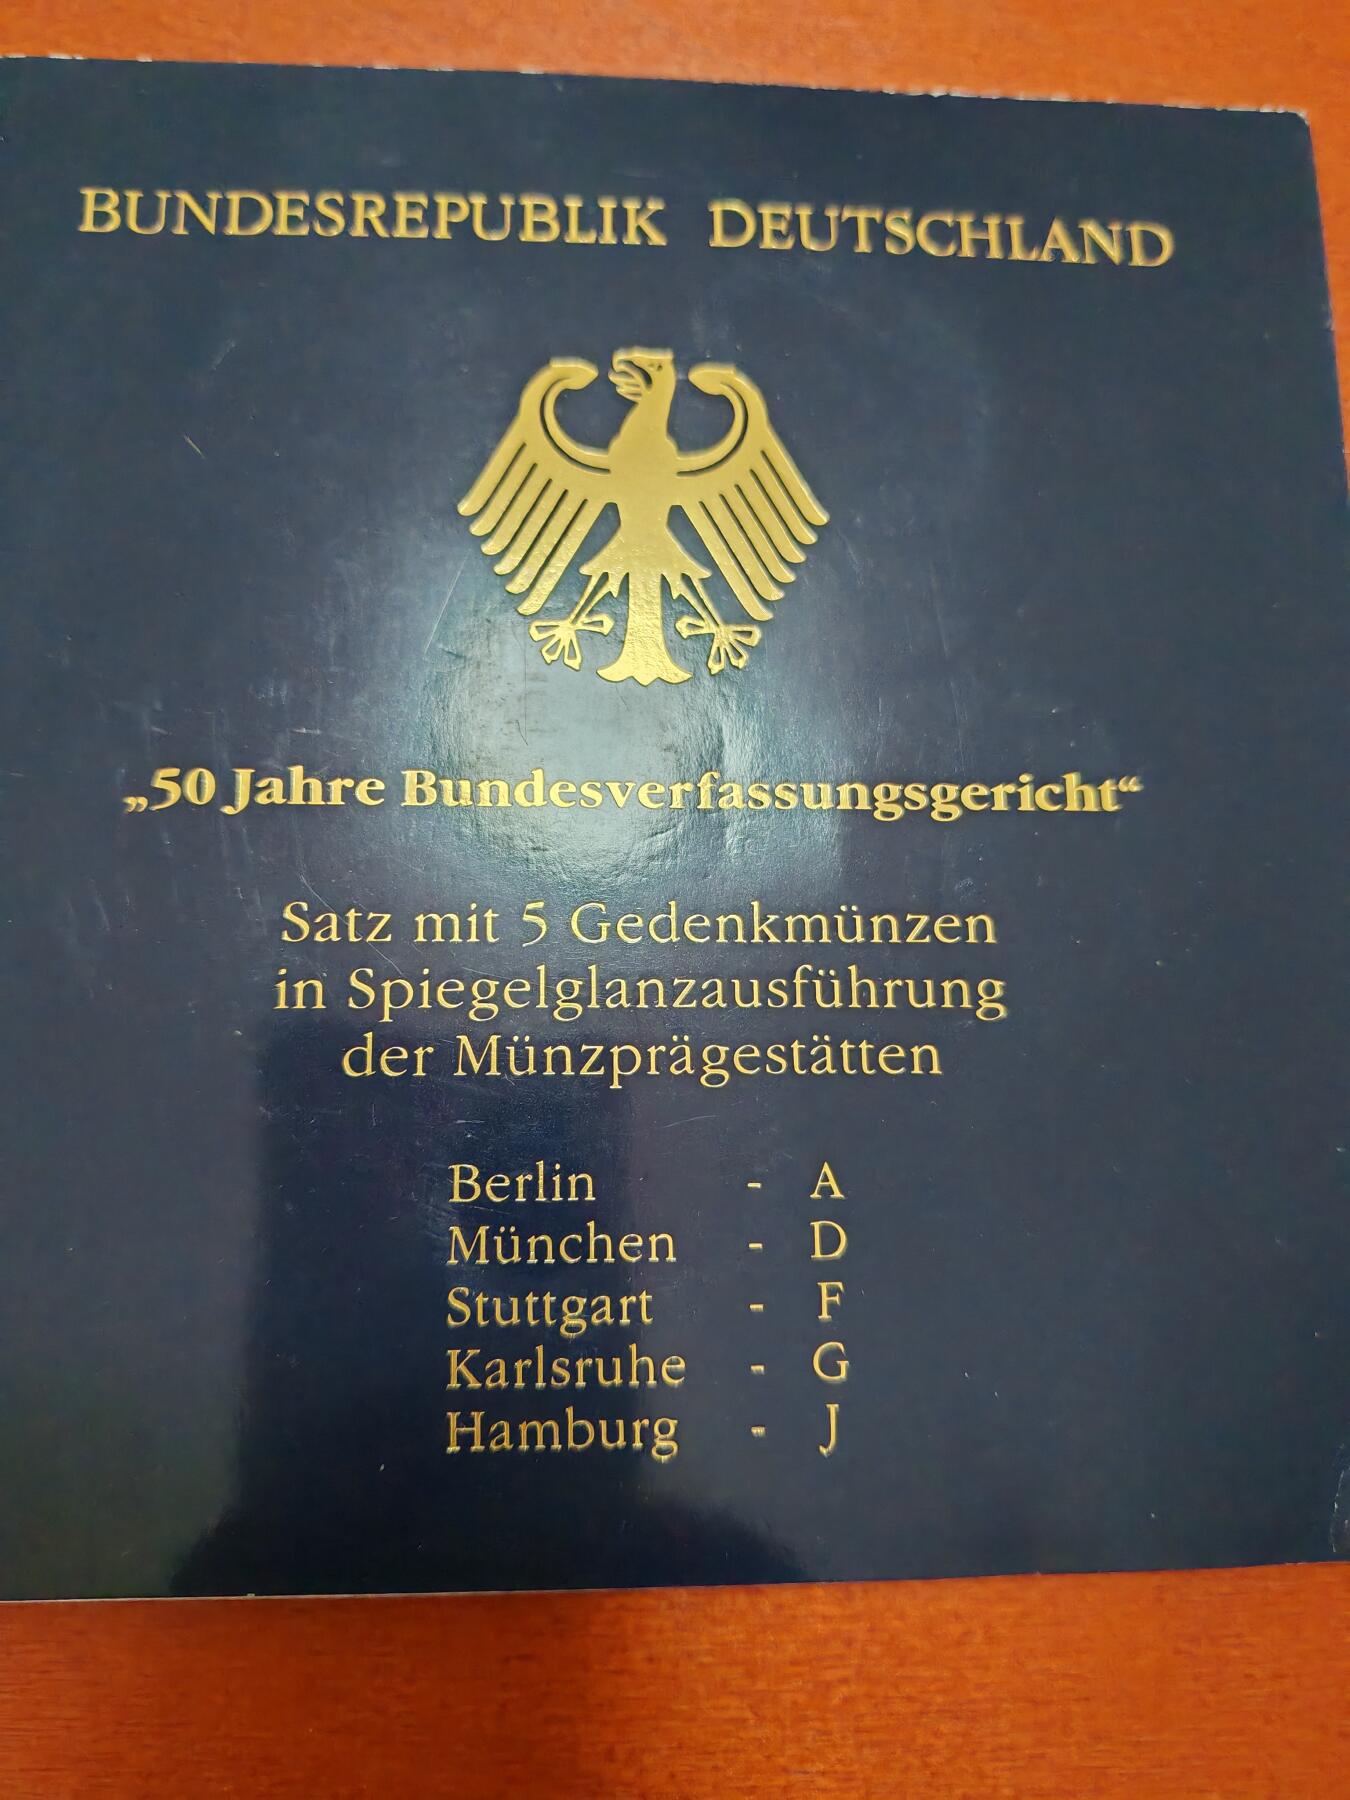 BUNDESREPUBLIK DEUTSCHLAND
„50 Jahre Bundesverfassungsgericht“
Satz mit 5 Gedenkmünzen
in Spiegelglanzausführung
der Münzprägestätten
Berlin - A
München - D
Stuttgart - F
Karlsruhe - G
Hamburg - J